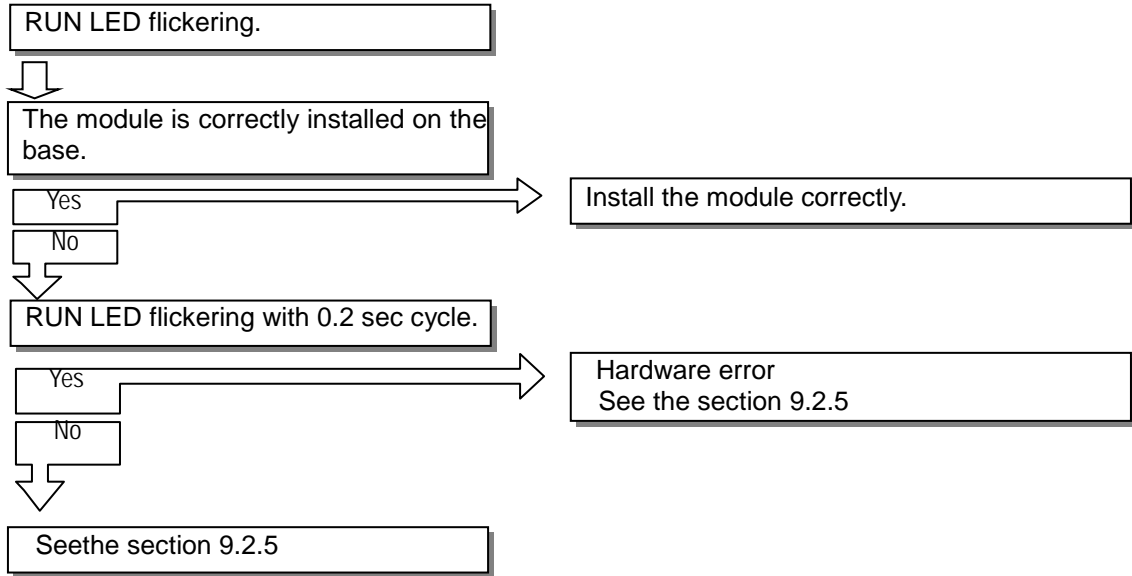 RUN LED flickering.
The module is correctly installed on the
base.
Yes
Install the module correctly.
No
RUN LED flickering with 0.2 sec cycle.
Yes
Hardware error
See the section 9.2.5
No
Seethe section 9.2.5